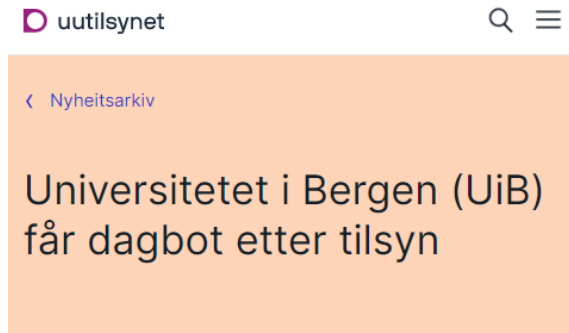 uutilsynet
Nyheitsarkiv
Universitetet i Bergen (UiB)
får dagbot etter tilsyn